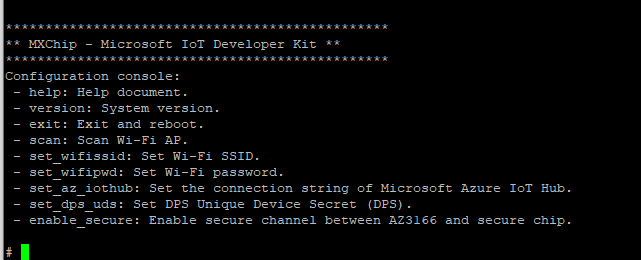 ************************************************
** MXChip - Microsoft IoT Developer Kit **
************************************************
Configuration console:
- help: Help document.
- version: System version.
- exit: Exit and reboot.
- scan: Scan Wi-Fi AP.
- set_wifissid: Set Wi-Fi SSID.
- set_wifipwd: Set Wi-Fi password.
- set_az_iothub: Set the connection string of Microsoft Azure IoT Hub.
- set_dps_uds: Set DPS Unique Device Secret (DPS).
- enable_secure: Enable secure channel between AZ3166 and secure chip.
#